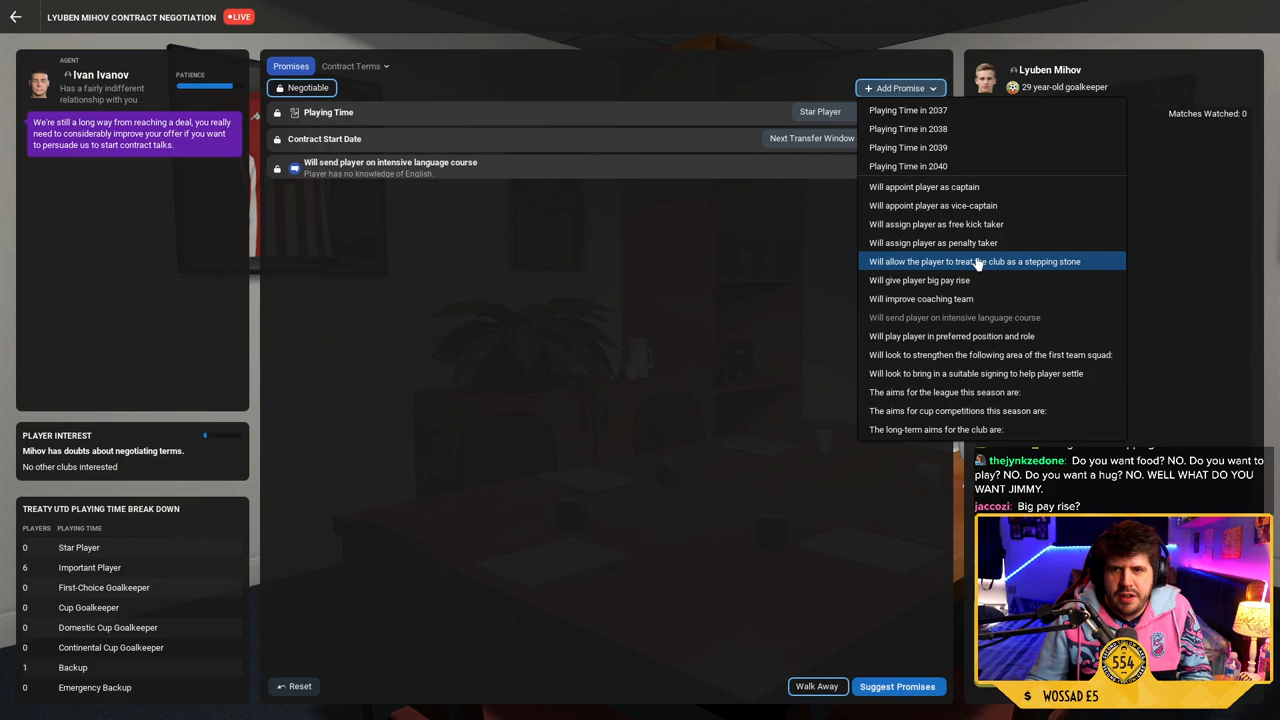 LYUBEN MIHOV CONTRACT NEGOTIATION
LIVE
AGENT
Ivan Ivanov
Has a fairly indifferent
relationship with you
PATIENCE
We're still a long way from reaching a deal, you really
need to considerably improve your offer if you want
to persuade us to start contract talks.
PLAYER INTEREST
Mihov has doubts about negotiating terms.
No other clubs interested
TREATY UTD PLAYING TIME BREAK DOWN
PLAYERS PLAYING TIME
0 Star Player
6 Important Player
0 First-Choice Goalkeeper
0 Cup Goalkeeper
0 Domestic Cup Goalkeeper
0 Continental Cup Goalkeeper
1 Backup
0 Emergency Backup
Promises Contract Terms
Negotiable
Add Promise
Playing Time Star Player
Contract Start Date Next Transfer Window
Will send player on intensive language course
Player has no knowledge of English.
Playing Time in 2037
Playing Time in 2038
Playing Time in 2039
Playing Time in 2040
Will appoint player as captain
Will appoint player as vice-captain
Will assign player as free kick taker
Will assign player as penalty taker
Will allow the player to treat the club as a stepping stone
Will give player big pay rise
Will improve coaching team
Will send player on intensive language course
Will play player in preferred position and role
Will look to strengthen the following area of the first team squad:
Will look to bring in a suitable signing to help player settle
The aims for the league this season are:
The aims for cup competitions this season are:
The long-term aims for the club are:
Reset
Walk Away
Suggest Promises
Lyuben Mihov
29 year-old goalkeeper
Matches Watched: 0
thejynkzedone: Do you want food? NO. Do you want to
play? NO. Do you want a hug? NO. WELL WHAT DO YOU
WANT JIMMY.
jaccozi: Big pay rise?
554
$ WOSSAD £5